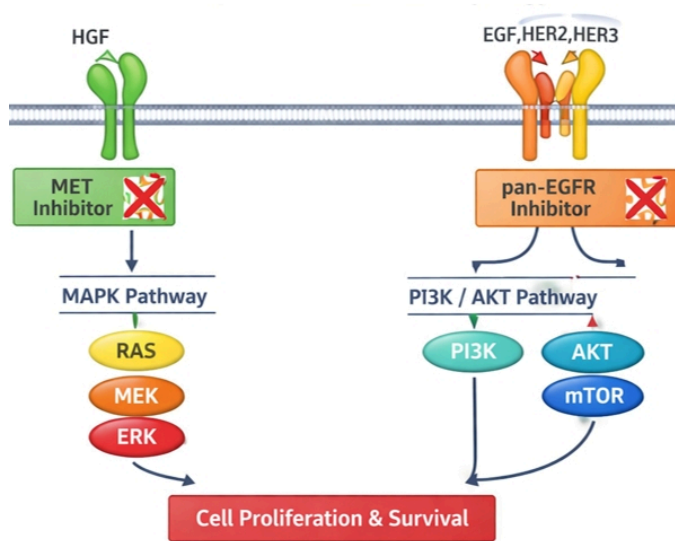 HGF
EGF,HER2,HER3
MET
Inhibitor
pan-EGFR
Inhibitor
MAPK Pathway
PI3K / AKT Pathway
RAS
PI3K
AKT
MEK
mTOR
ERK
Cell Proliferation & Survival